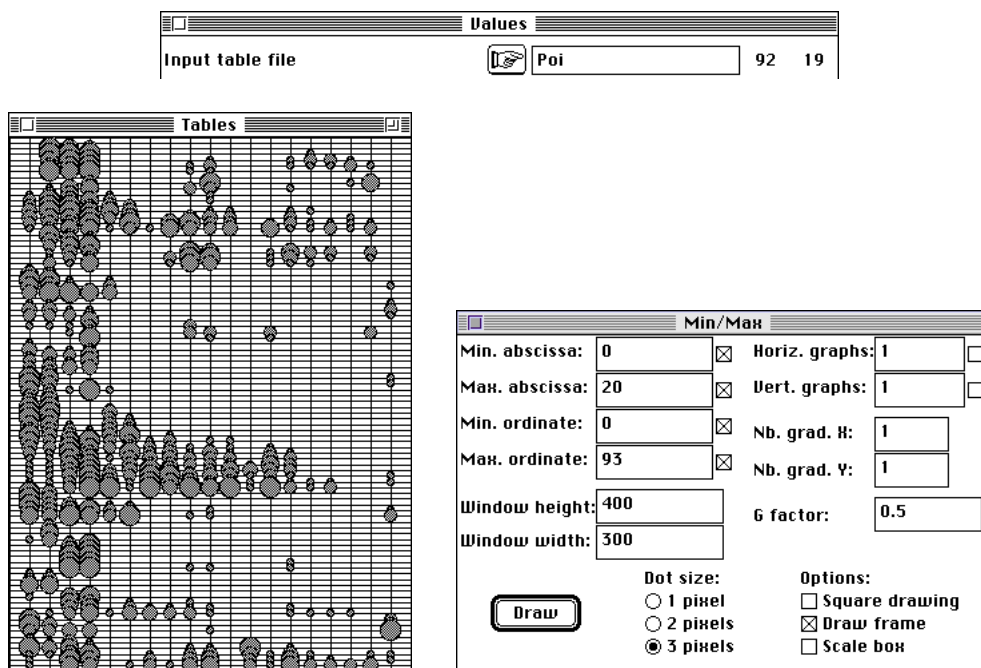 Values
Input table file Poi 92 19
Tables
Min/Max
Min. abscissa: 0 Horiz. graphs: 1
Max. abscissa: 20 Vert. graphs: 1
Min. ordinate: 0 Nb. grad. X: 1
Max. ordinate: 93 Nb. grad. Y: 1
Window height: 400 G factor: 0.5
Window width: 300
Dot size: Options:
1 pixel Square drawing
Draw 2 pixels Draw frame
3 pixels Scale box